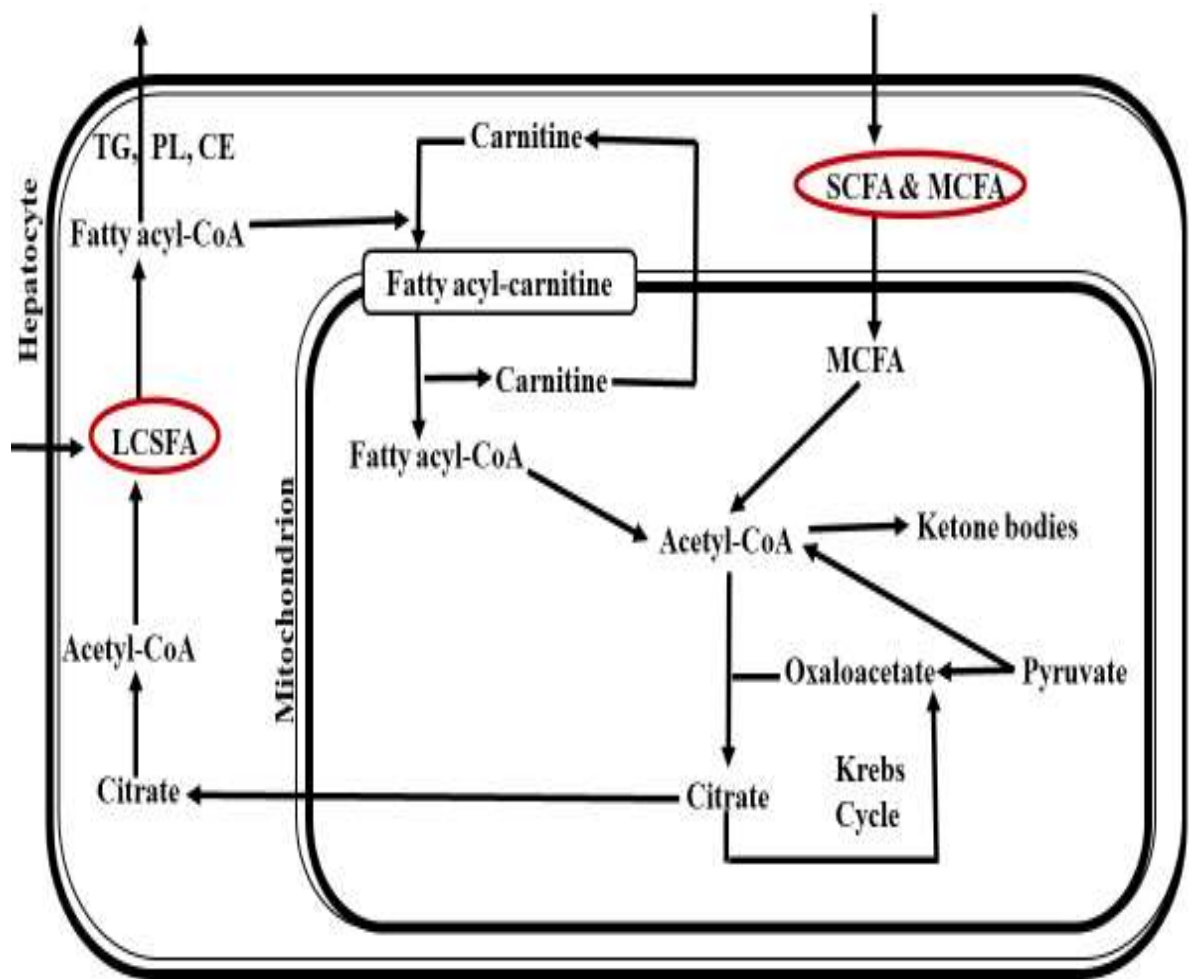 TG, PL, CE
Carnitine
SCFA & MCFA
Fatty acyl-CoA
Hepatocyte
Fatty acyl-carnitine
MCFA
Carnitine
LCSFA
Fatty acyl-CoA
Mitochondrion
Acetyl-CoA
Ketone bodies
Acetyl-CoA
Oxaloacetate
Pyruvate
Citrate
Citrate
Krebs
Cycle